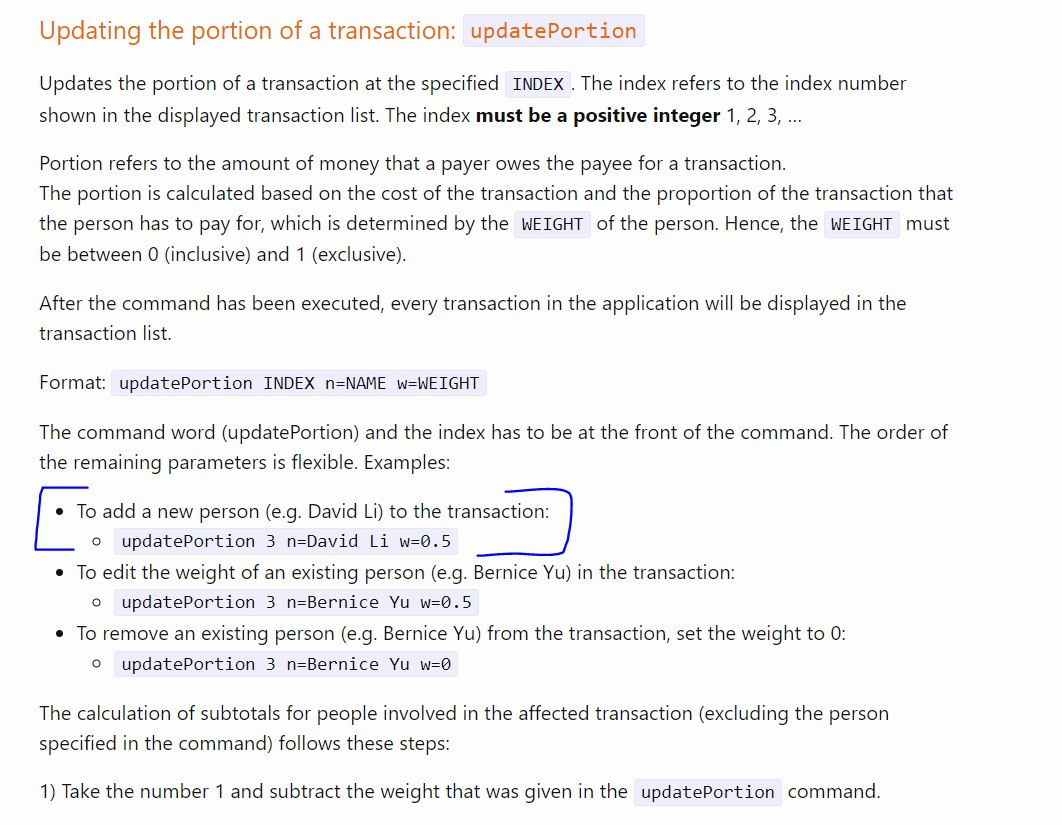 Updating the portion of a transaction: updatePortion
Updates the portion of a transaction at the specified INDEX . The index refers to the index number
shown in the displayed transaction list. The index must be a positive integer 1, 2, 3, …
Portion refers to the amount of money that a payer owes the payee for a transaction.
The portion is calculated based on the cost of the transaction and the proportion of the transaction that
the person has to pay for, which is determined by the WEIGHT of the person. Hence, the WEIGHT must
be between 0 (inclusive) and 1 (exclusive).
After the command has been executed, every transaction in the application will be displayed in the
transaction list.
Format: updatePortion INDEX n=NAME w=WEIGHT
The command word (updatePortion) and the index has to be at the front of the command. The order of
the remaining parameters is flexible. Examples:
• To add a new person (e.g. David Li) to the transaction:
◦ updatePortion 3 n=David Li w=0.5
• To edit the weight of an existing person (e.g. Bernice Yu) in the transaction:
◦ updatePortion 3 n=Bernice Yu w=0.5
• To remove an existing person (e.g. Bernice Yu) from the transaction, set the weight to 0:
◦ updatePortion 3 n=Bernice Yu w=0
The calculation of subtotals for people involved in the affected transaction (excluding the person
specified in the command) follows these steps:
1) Take the number 1 and subtract the weight that was given in the updatePortion command.